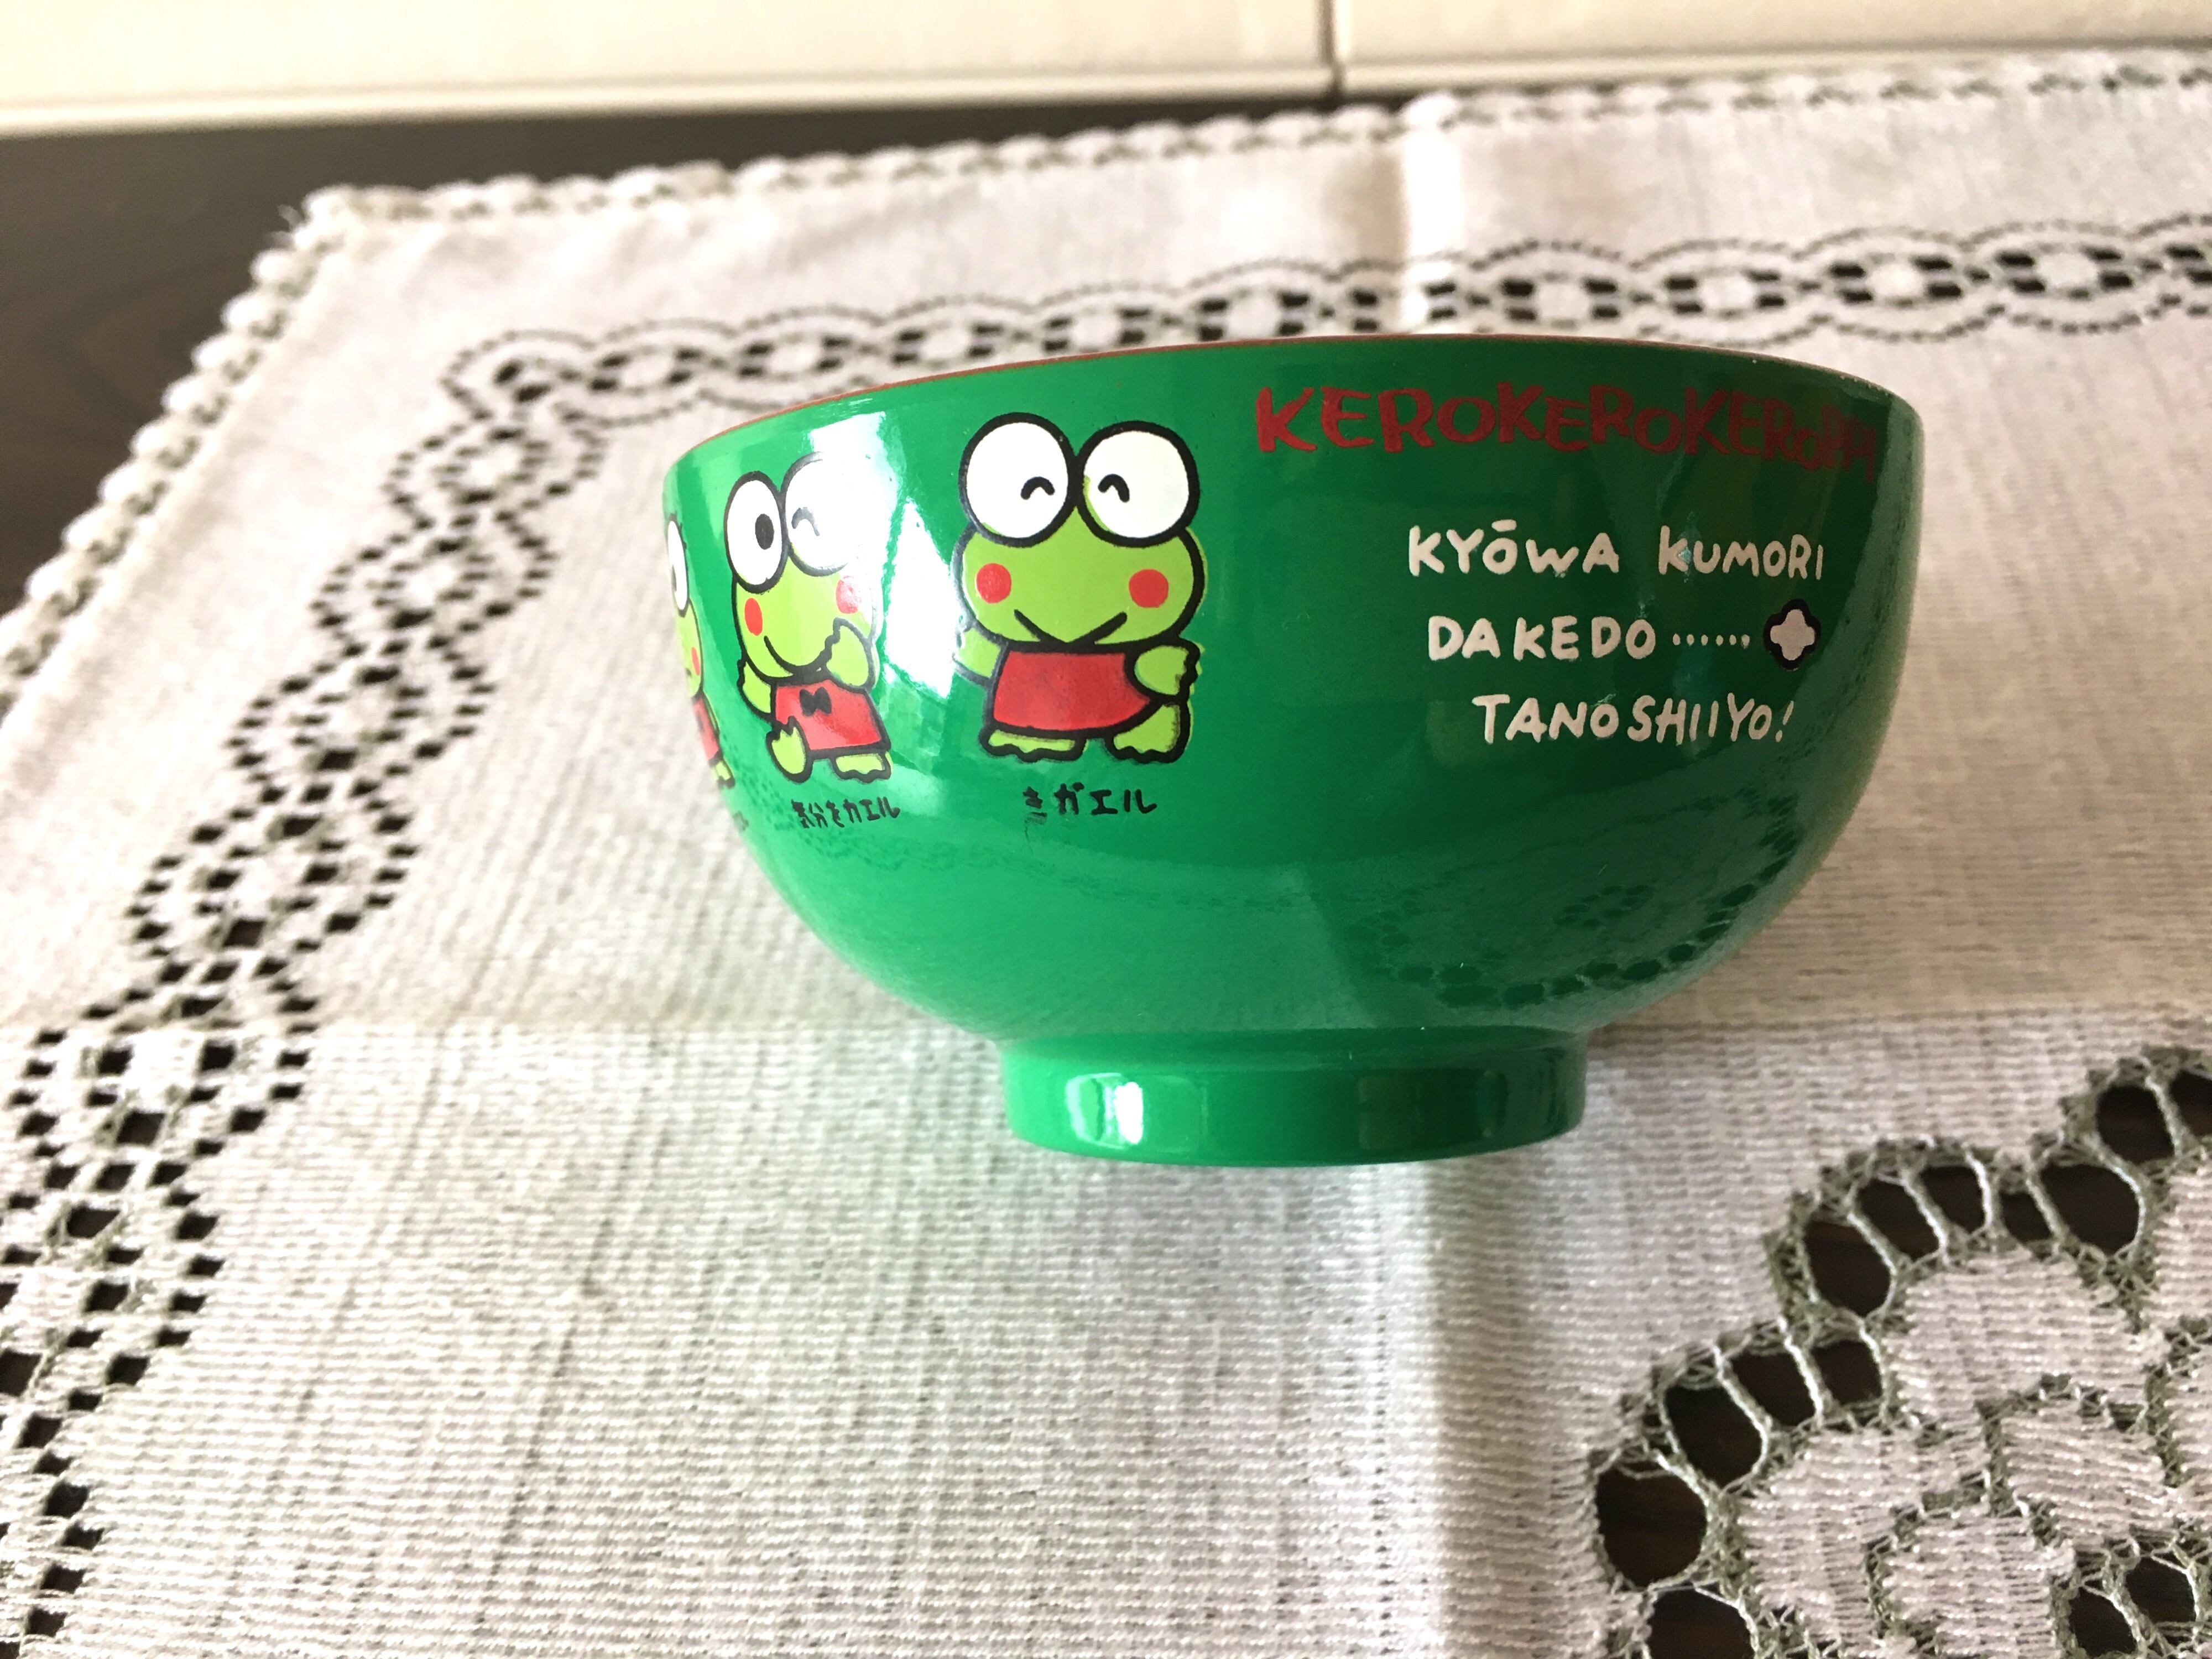 KEROKEROKEROPPI
KYŌWA KUMORI
DAKEDO ......
TANOSHIIYO!
気分をカエル
きガエル